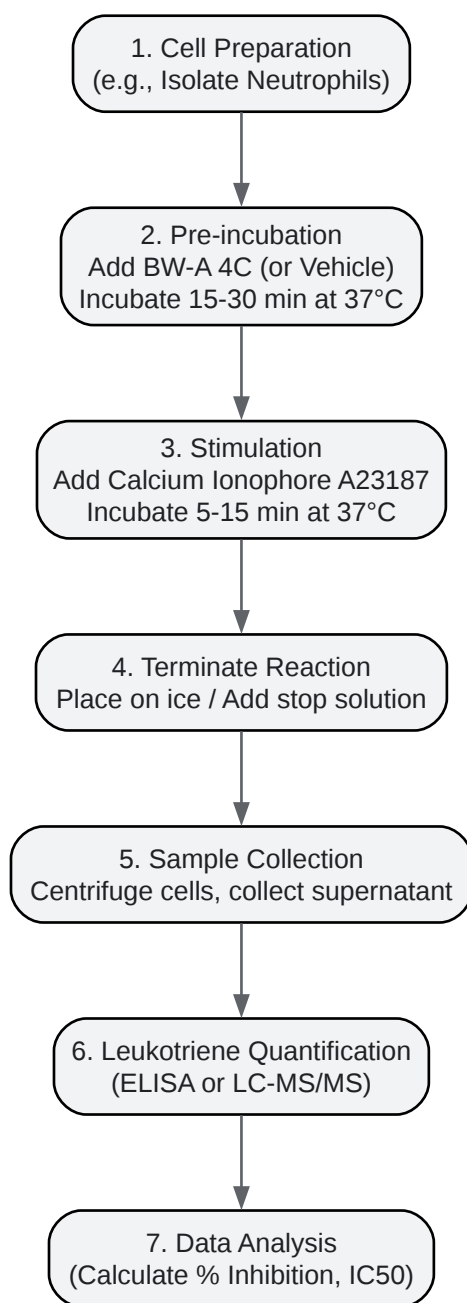 1. Cell Preparation
(e.g., Isolate Neutrophils)
2. Pre-incubation
Add BW-A 4C (or Vehicle)
Incubate 15-30 min at 37°C
3. Stimulation
Add Calcium Ionophore A23187
Incubate 5-15 min at 37°C
4. Terminate Reaction
Place on ice / Add stop solution
5. Sample Collection
Centrifuge cells, collect supernatant
6. Leukotriene Quantification
(ELISA or LC-MS/MS)
7. Data Analysis
(Calculate % Inhibition, IC50)